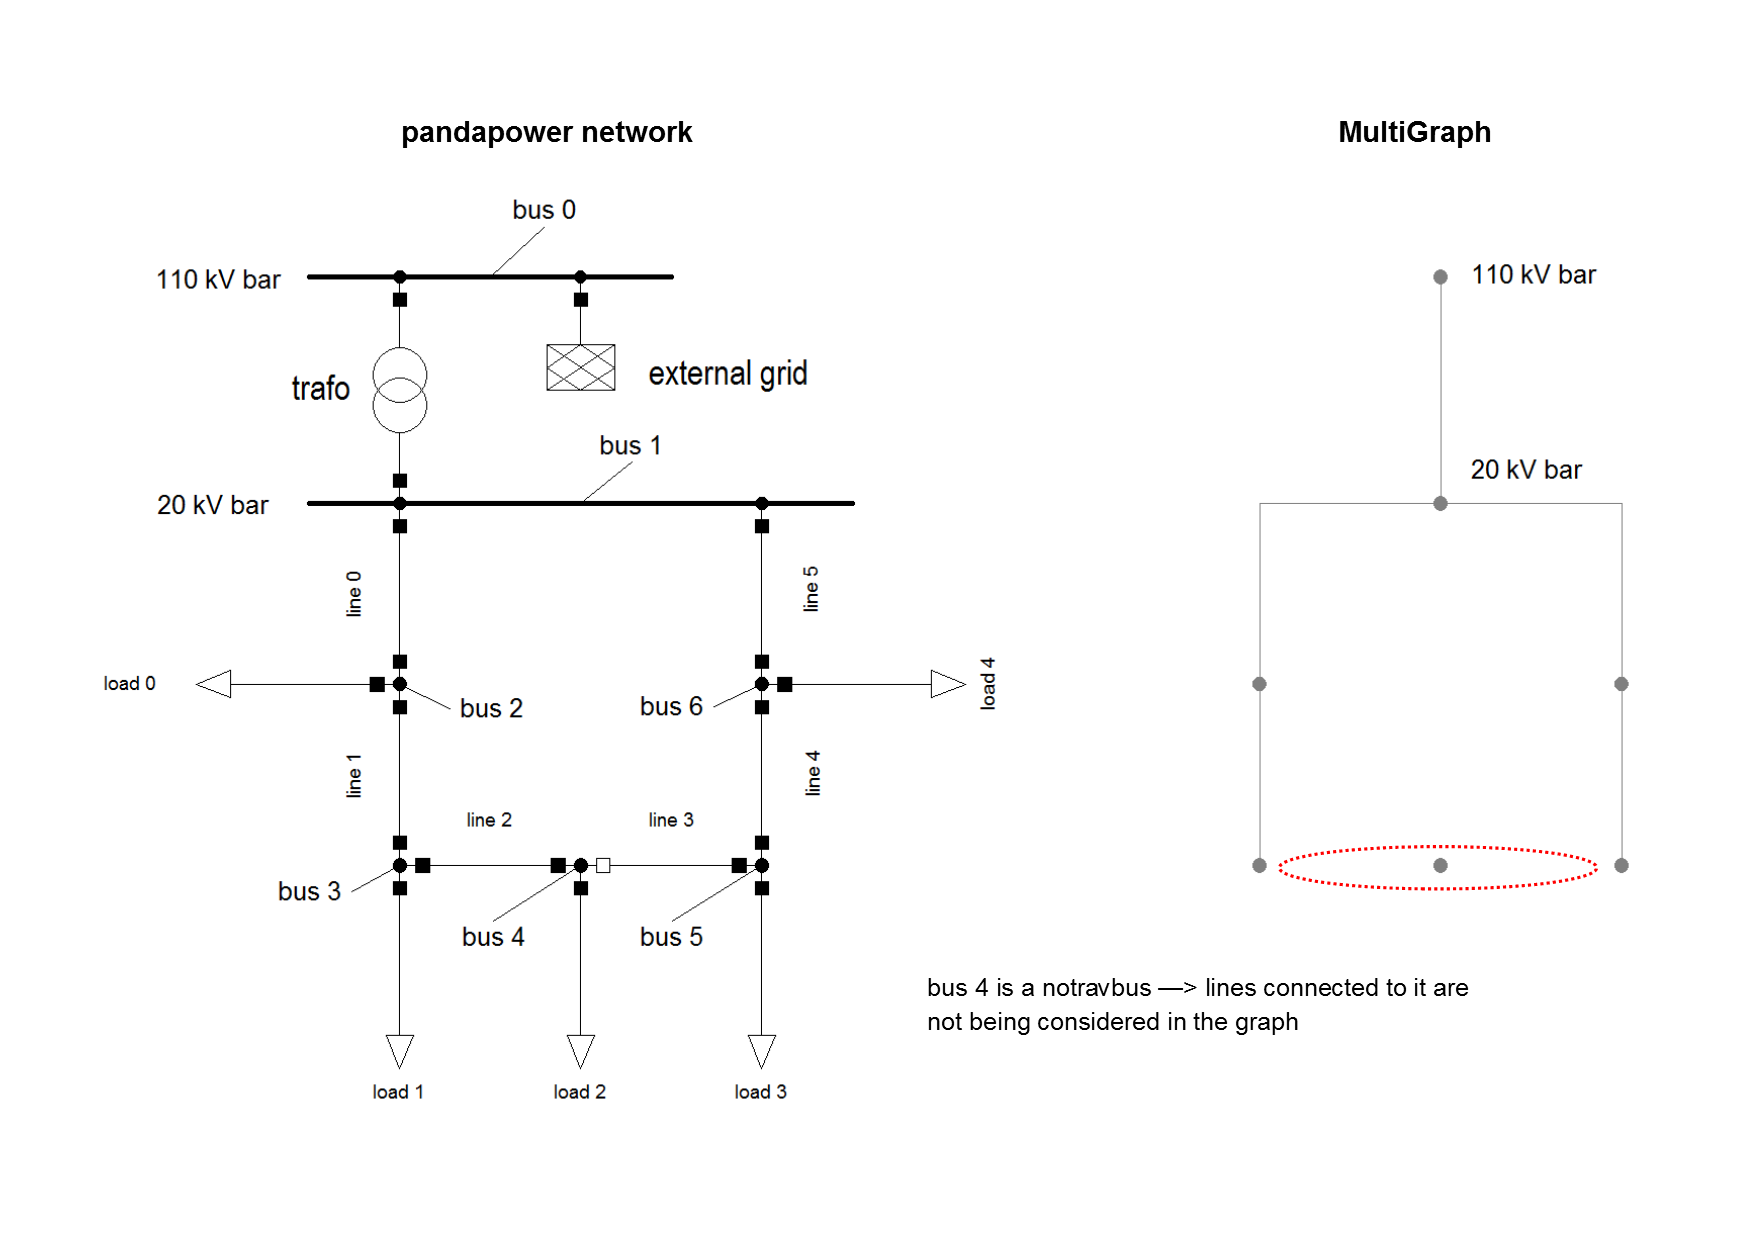 pandapower network
MultiGraph
bus 0
110 kV bar
110 kV bar
trafo
external grid
bus 1
20 kV bar
20 kV bar
line 0
line 5
load 0
load 4
bus 2
bus 6
line 1
line 4
line 2
line 3
bus 3
bus 4
bus 5
bus 4 is a notravbus —> lines connected to it are
not being considered in the graph
load 1
load 2
load 3